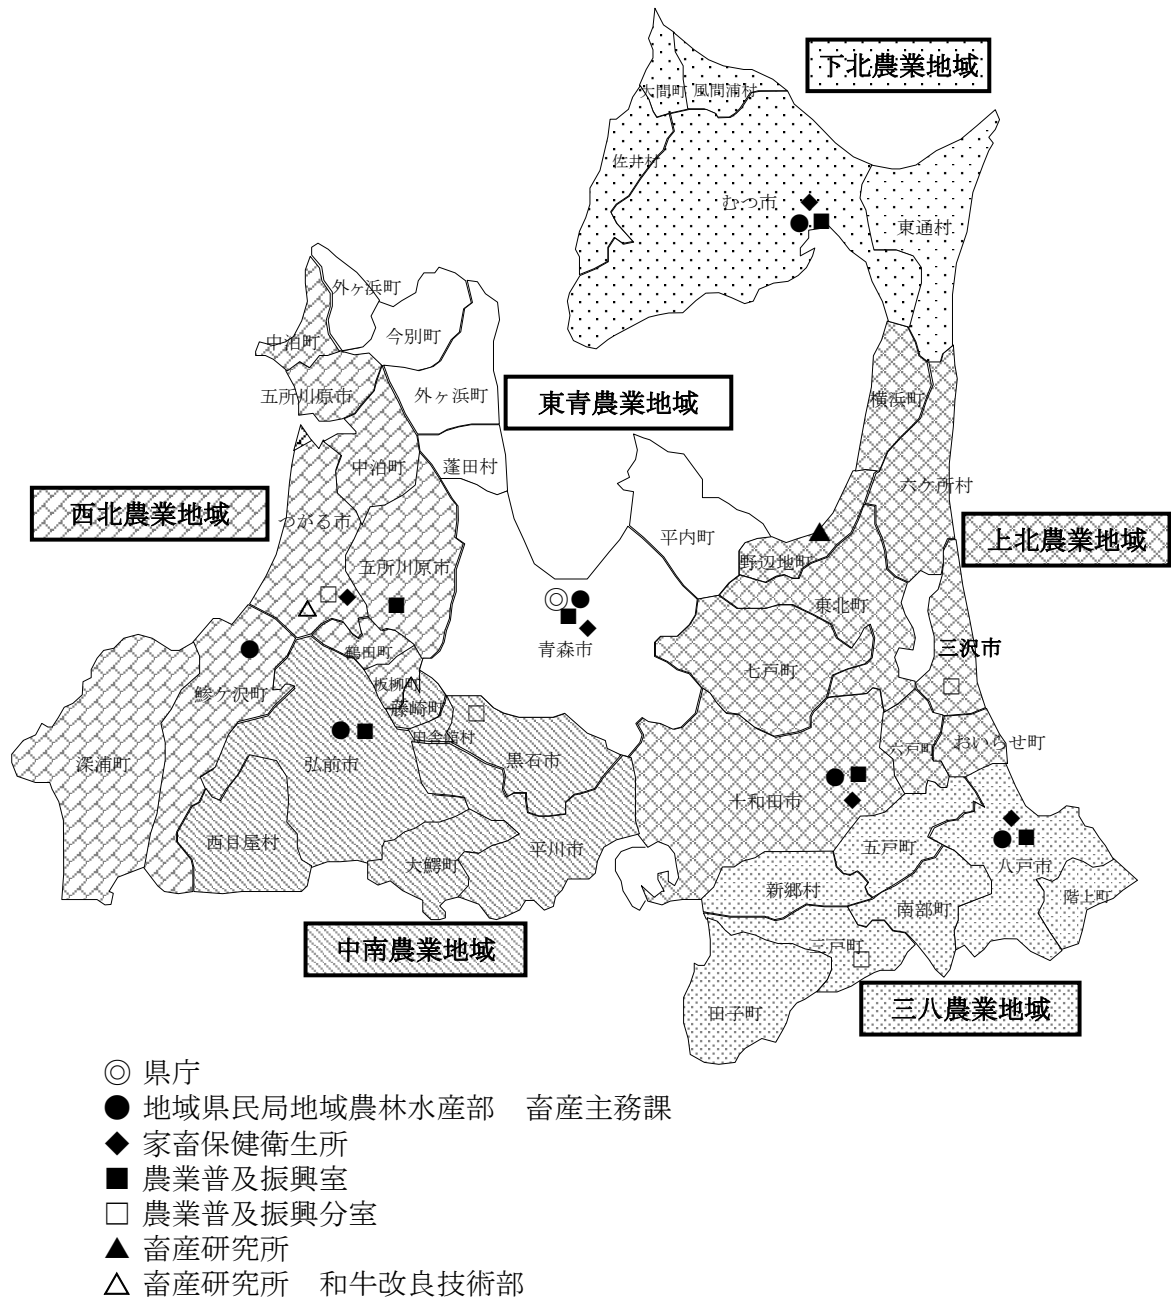 下北農業地域
大間町
風間浦村
佐井村
むつ市
東通村
外ヶ浜町
今別町
中泊町
五所川原市
外ヶ浜町
東青農業地域
横浜町
中泊町
蓬田村
六ケ所村
西北農業地域
つがる市
平内町
上北農業地域
野辺地町
五所川原市
東北町
青森市
鶴田町
三沢市
七戸町
板柳町
鰺ケ沢町
藤崎町
田舎館村
おいらせ町
六戸町
深浦町
弘前市
黒石市
十和田市
西目屋村
大鰐町
平川市
五戸町
八戸市
新郷村
階上町
南部町
中南農業地域
三戸町
田子町
三八農業地域
◎ 県庁
● 地域県民局地域農林水産部　畜産主務課
◆ 家畜保健衛生所
■ 農業普及振興室
□ 農業普及振興分室
▲ 畜産研究所
△ 畜産研究所　和牛改良技術部